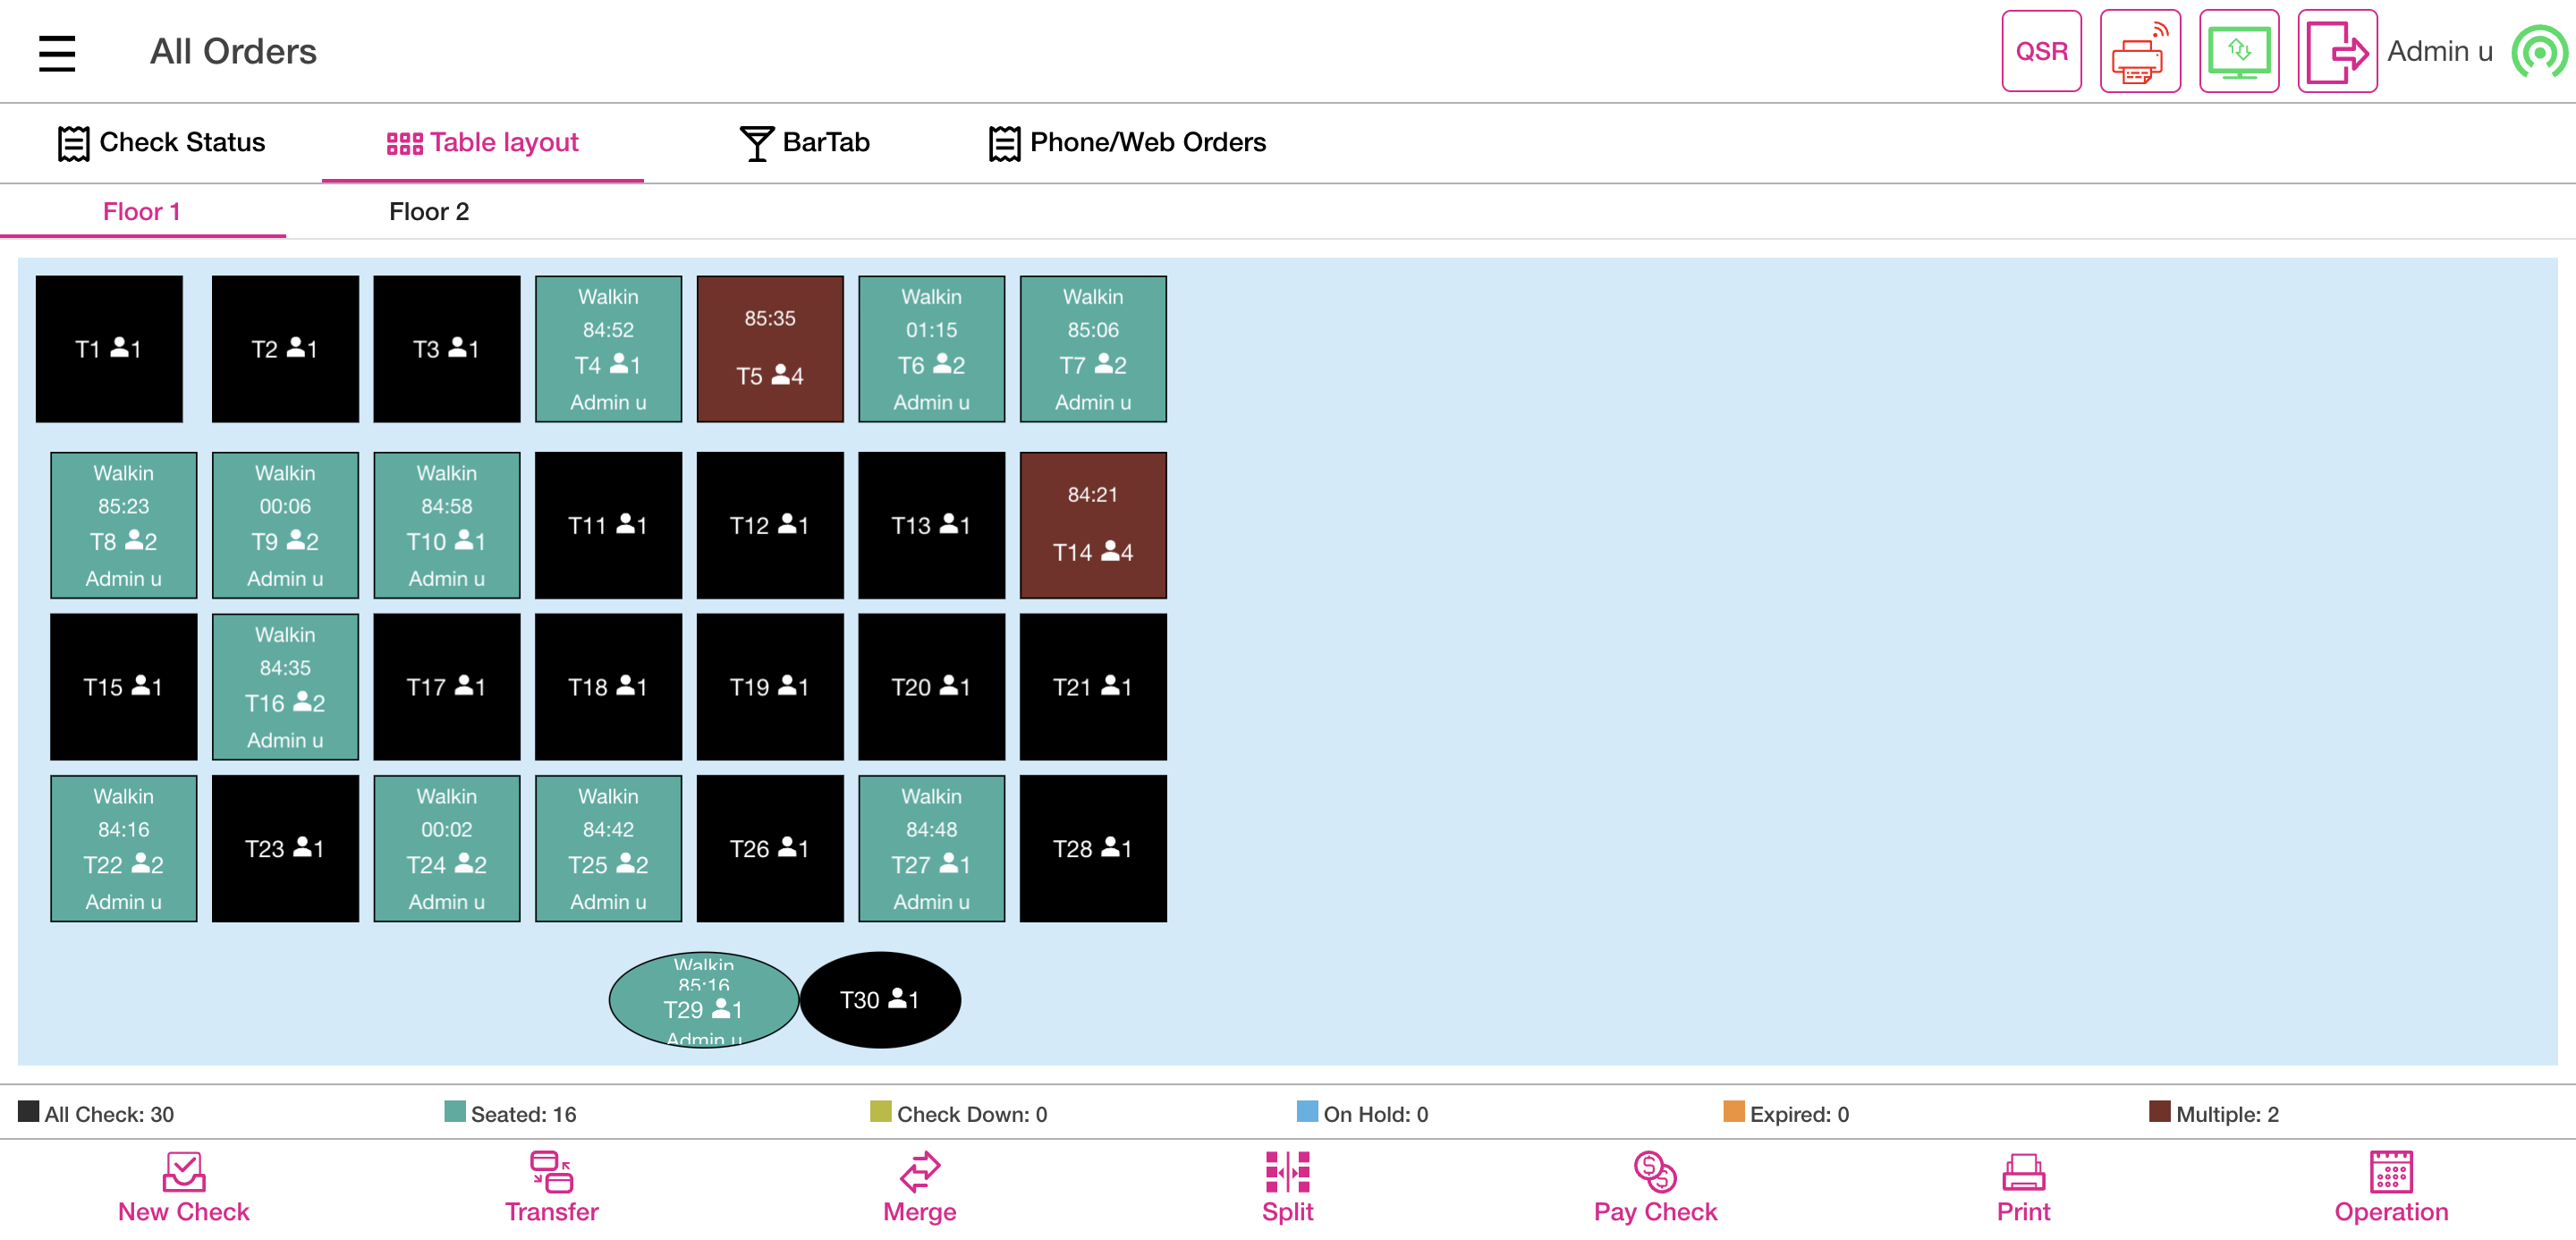 All Orders
QSR
Admin u
Check Status
Table layout
BarTab
Phone/Web Orders
Floor 1
Floor 2
T1 1
T2 1
T3 1
Walkin
84:52
T4 1
Admin u
85:35
T5 4
Walkin
01:15
T6 2
Admin u
Walkin
85:06
T7 2
Admin u
Walkin
85:23
T8 2
Admin u
Walkin
00:06
T9 2
Admin u
Walkin
84:58
T10 1
Admin u
T11 1
T12 1
T13 1
84:21
T14 4
T15 1
Walkin
84:35
T16 2
Admin u
T17 1
T18 1
T19 1
T20 1
T21 1
Walkin
84:16
T22 2
Admin u
T23 1
Walkin
00:02
T24 2
Admin u
Walkin
84:42
T25 2
Admin u
T26 1
Walkin
84:48
T27 1
Admin u
T28 1
Walkin
85:16
T29 1
Admin u
T30 1
All Check: 30
Seated: 16
Check Down: 0
On Hold: 0
Expired: 0
Multiple: 2
New Check
Transfer
Merge
Split
Pay Check
Print
Operation